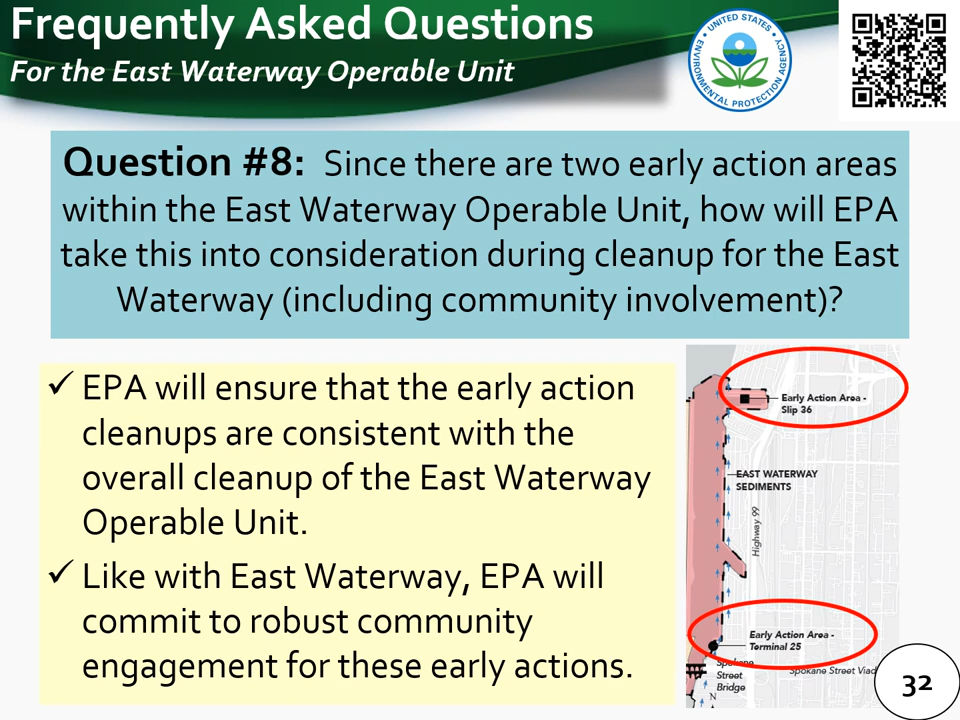 Frequently Asked Questions
For the East Waterway Operable Unit
UNITED STATES
ENVIRONMENTAL PROTECTION AGENCY
Question #8: Since there are two early action areas
within the East Waterway Operable Unit, how will EPA
take this into consideration during cleanup for the East
Waterway (including community involvement)?
✓ EPA will ensure that the early action
cleanups are consistent with the
overall cleanup of the East Waterway
Operable Unit.
✓ Like with East Waterway, EPA will
commit to robust community
engagement for these early actions.
Early Action Area -
Slip 36
EAST WATERWAY
SEDIMENTS
Highway 99
Early Action Area -
Terminal 25
Spokane
Street
Bridge
Spokane Street Viad
N
32